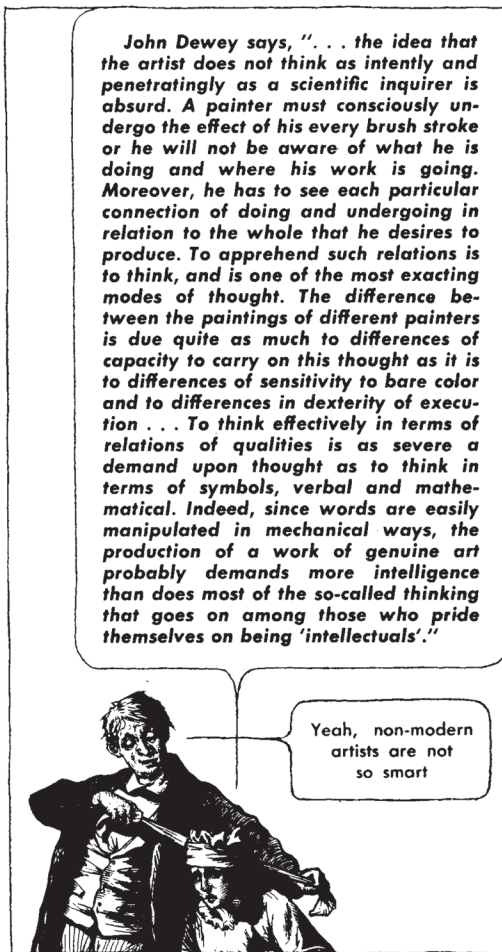 John Dewey says, ". . . the idea that
the artist does not think as intently and
penetratingly as a scientific inquirer is
absurd. A painter must consciously un-
dergo the effect of his every brush stroke
or he will not be aware of what he is
doing and where his work is going.
Moreover, he has to see each particular
connection of doing and undergoing in
relation to the whole that he desires to
produce. To apprehend such relations is
to think, and is one of the most exacting
modes of thought. The difference be-
tween the paintings of different painters
is due quite as much to differences of
capacity to carry on this thought as it is
to differences of sensitivity to bare color
and to differences in dexterity of execu-
tion . . . To think effectively in terms of
relations of qualities is as severe a
demand upon thought as to think in
terms of symbols, verbal and mathe-
matical. Indeed, since words are easily
manipulated in mechanical ways, the
production of a work of genuine art
probably demands more intelligence
than does most of the so-called thinking
that goes on among those who pride
themselves on being 'intellectuals'."
Yeah, non-modern
artists are not
so smart